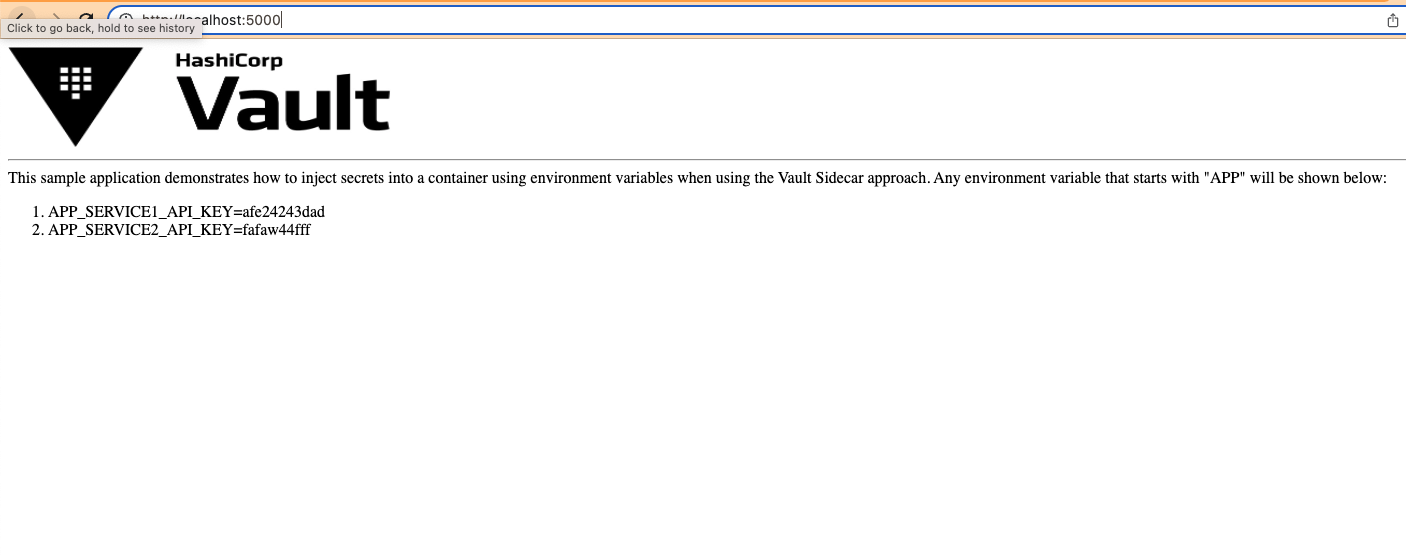 http://localhost:5000
Click to go back, hold to see history
HashiCorp
Vault
This sample application demonstrates how to inject secrets into a container using environment variables when using the Vault Sidecar approach. Any environment variable that starts with "APP" will be shown below:
1. APP_SERVICE1_API_KEY=afe24243dad
2. APP_SERVICE2_API_KEY=fafaw44fff